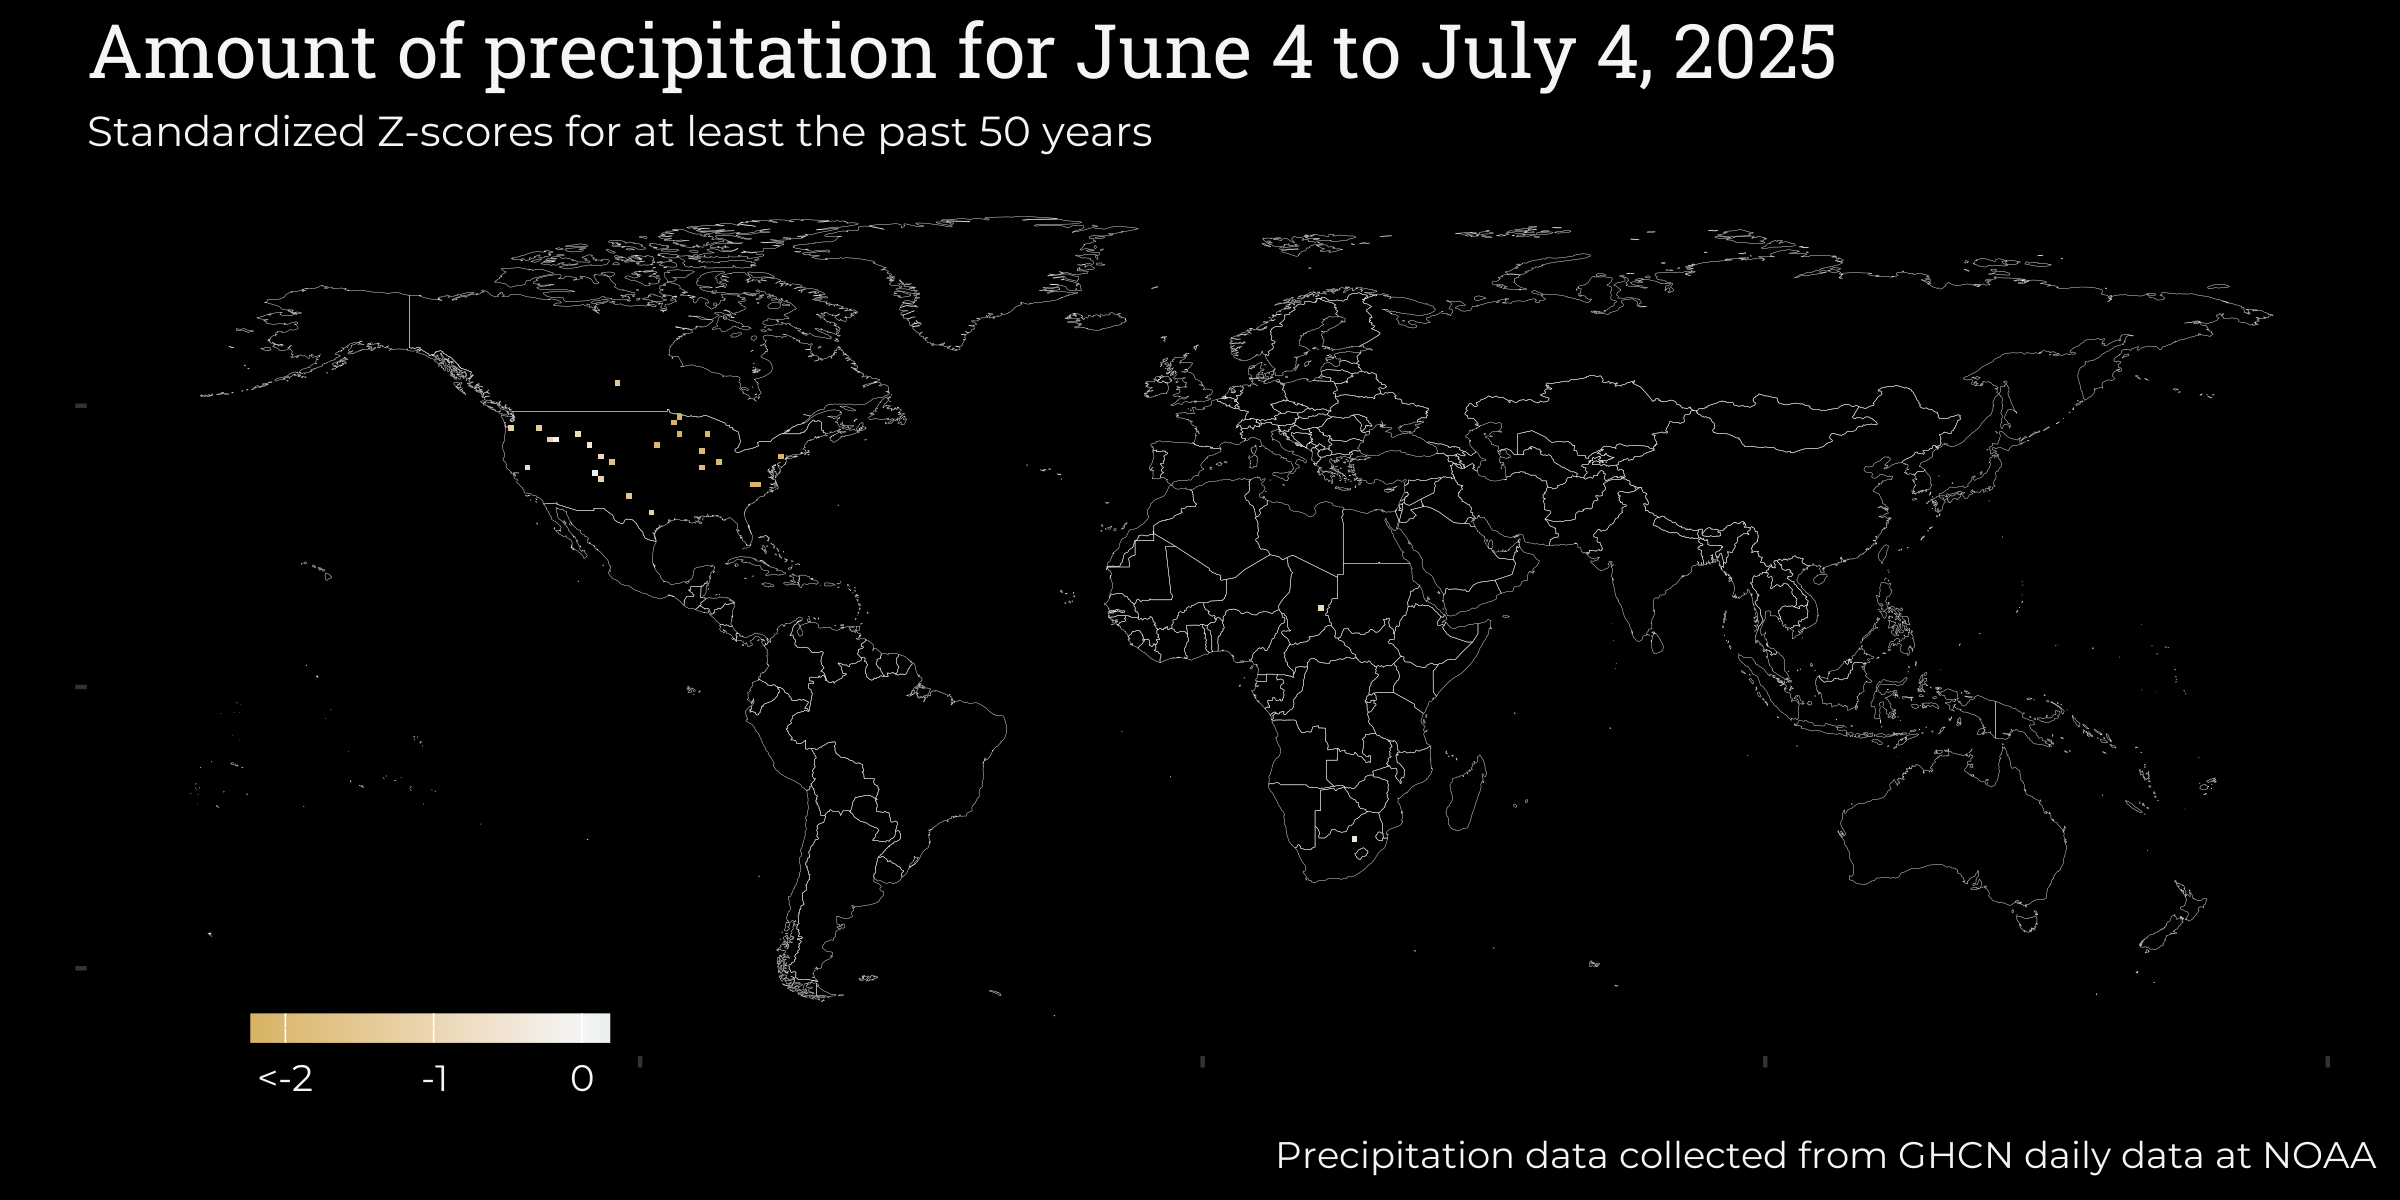 Amount of precipitation for June 4 to July 4, 2025
Standardized Z-scores for at least the past 50 years
<-2 -1 0
Precipitation data collected from GHCN daily data at NOAA